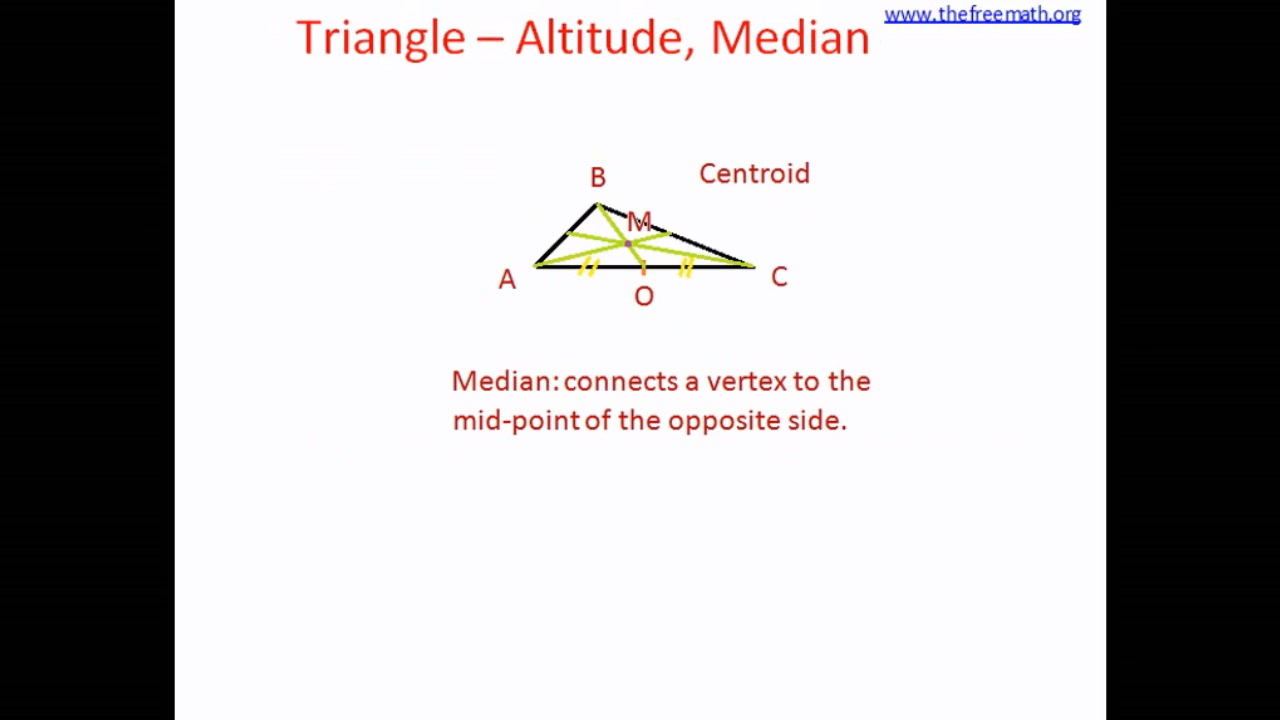 www.thefreemath.org
Triangle – Altitude, Median
B
Centroid
M
A
C
O
Median: connects a vertex to the
mid-point of the opposite side.